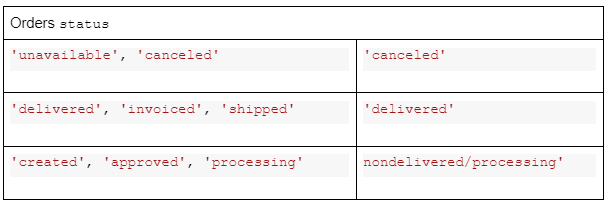 Orders status
'unavailable', 'canceled' 'canceled'
'delivered', 'invoiced', 'shipped' 'delivered'
'created', 'approved', 'processing' nondelivered/processing'